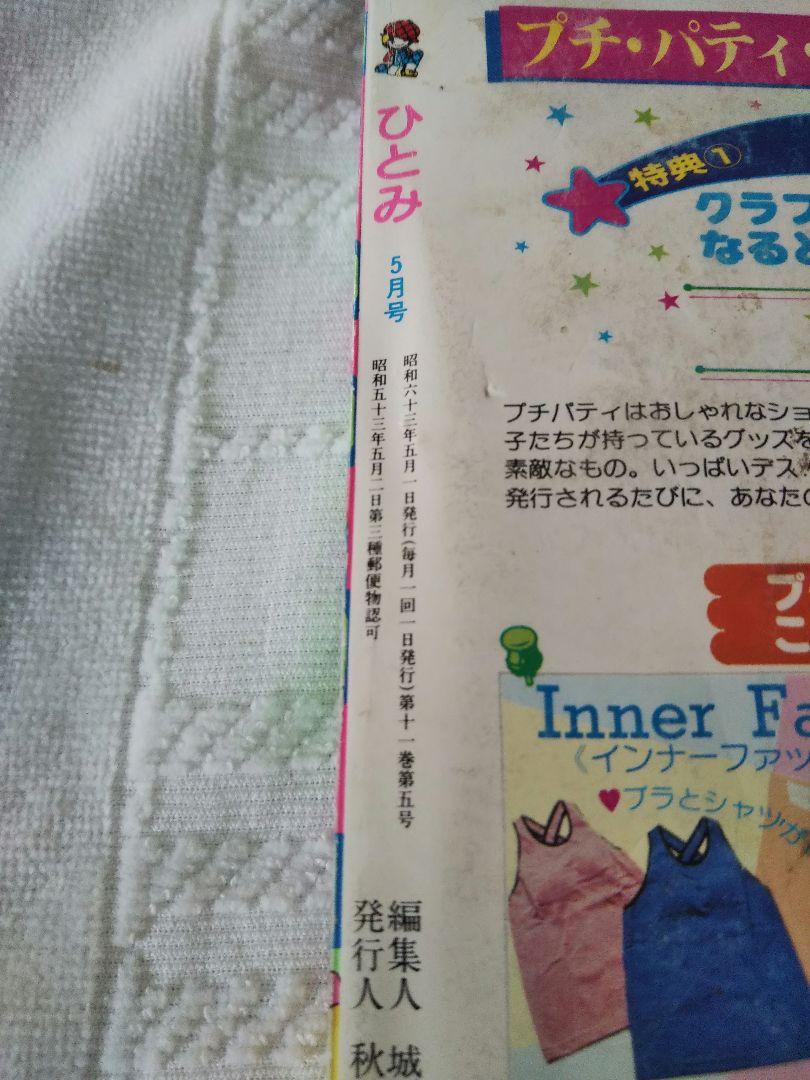 ひとみ
5月号
昭和六十三年五月一日発行(毎月一回一日発行)第十一巻第五号
昭和五十三年五月二日第三種郵便物認可
編集人 城
発行人 秋
プチ・パティ・
特典①
クラブ
なると
プチパティはおしゃれなショ
子たちが持っているグッズを
素敵なもの。いっぱいデス
発行されるたびに、あなたの
プ
こ
Inner Fa
《インナーファッ
♥ブラとシャツが